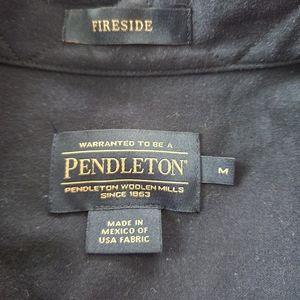 FIRESIDE
WARRANTED TO BE A
PENDLETON®
M
PENDLETON WOOLEN MILLS
SINCE 1863
MADE IN
MEXICO OF
USA FABRIC